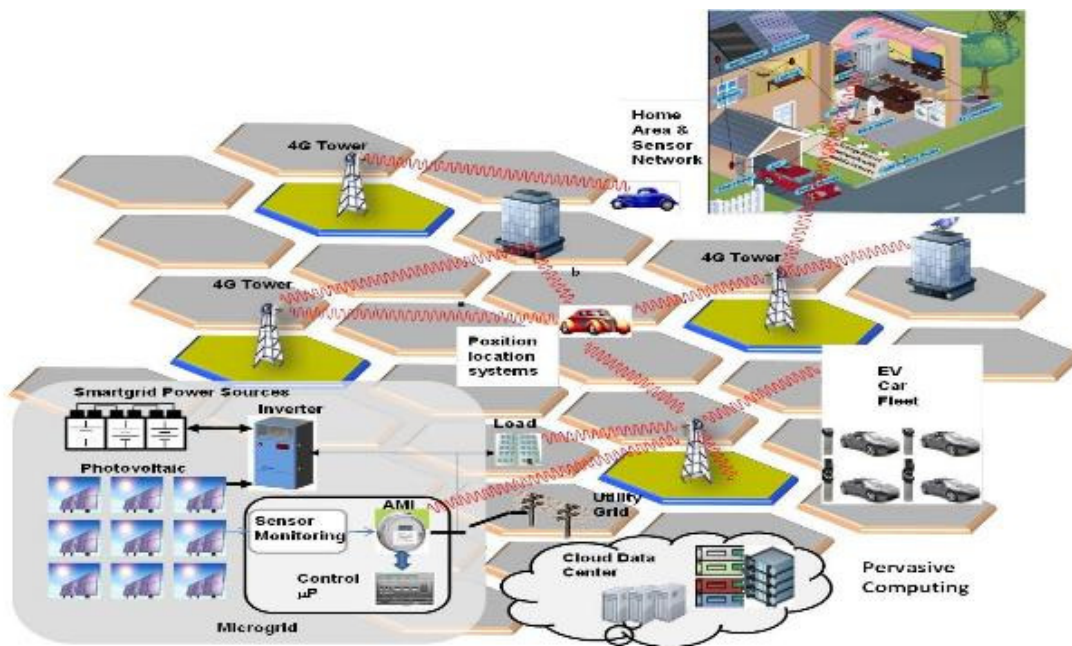 Home
Area &
Sensor
Network
4G Tower
4G Tower
4G Tower
b
Position
location
systems
EV
Car
Fleet
Smartgrid Power Sources
Inverter
Load
Photovoltaic
AMI
Utility
Grid
Sensor
Monitoring
Cloud Data
Center
Control
µP
Pervasive
Computing
Microgrid